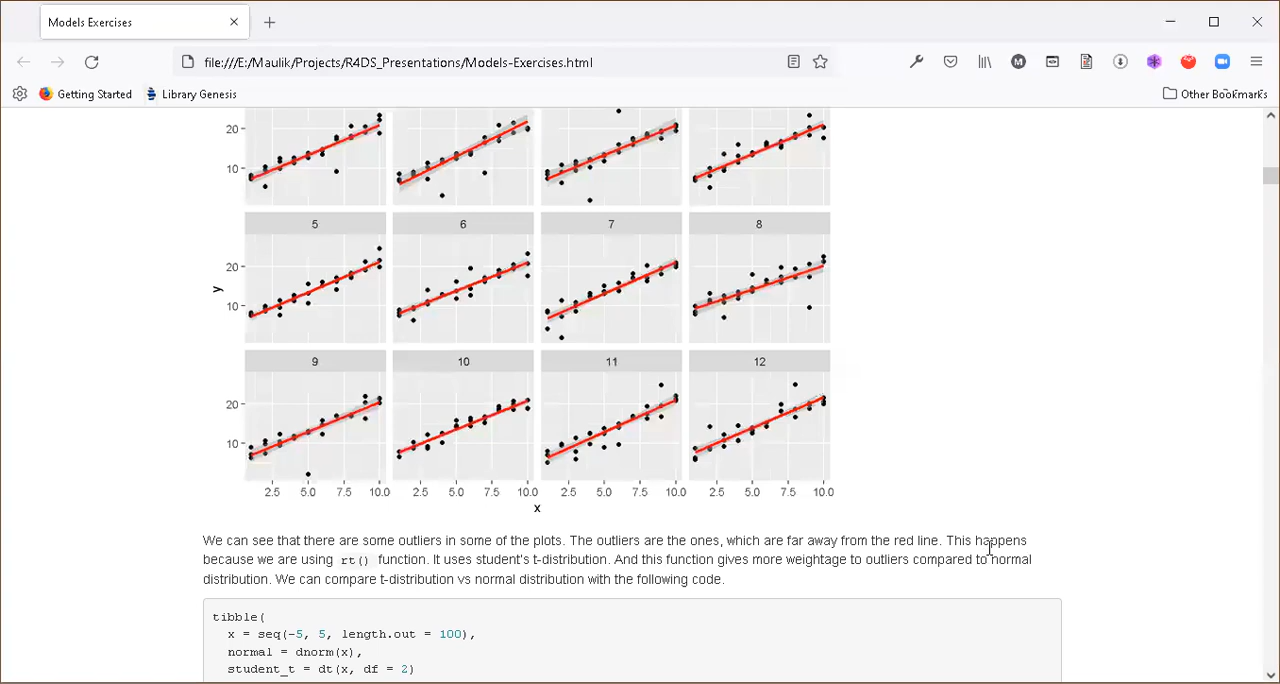 Models Exercises
file:///E:/Maulik/Projects/R4DS_Presentations/Models-Exercises.html
Getting Started
Library Genesis
Other Bookmarks
20
10
5
6
7
8
y
20
10
9
10
11
12
20
10
2.5 5.0 7.5 10.0 2.5 5.0 7.5 10.0 2.5 5.0 7.5 10.0 2.5 5.0 7.5 10.0
x
We can see that there are some outliers in some of the plots. The outliers are the ones, which are far away from the red line. This happens
because we are using rt() function. It uses student's t-distribution. And this function gives more weightage to outliers compared to normal
distribution. We can compare t-distribution vs normal distribution with the following code.
tibble(
x = seq(-5, 5, length.out = 100),
normal = dnorm(x),
student_t = dt(x, df = 2)